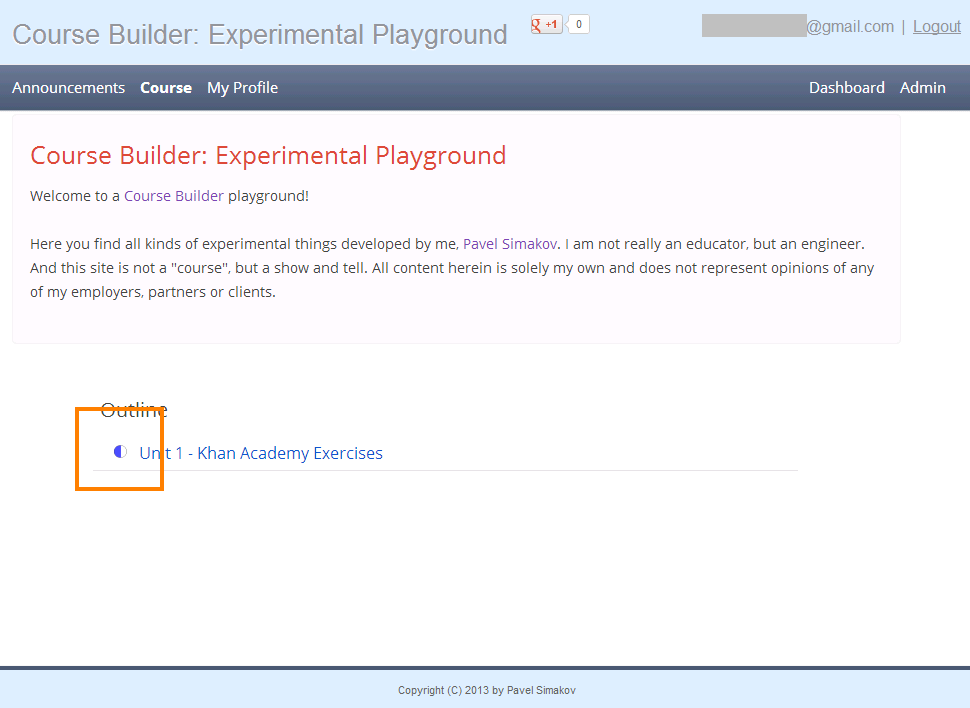 Course Builder: Experimental Playground +1 0 @gmail.com | Logout
Announcements Course My Profile Dashboard Admin
Course Builder: Experimental Playground
Welcome to a Course Builder playground!
Here you find all kinds of experimental things developed by me, Pavel Simakov. I am not really an educator, but an engineer.
And this site is not a "course", but a show and tell. All content herein is solely my own and does not represent opinions of any
of my employers, partners or clients.
Outline
Unit 1 - Khan Academy Exercises
Copyright (C) 2013 by Pavel Simakov